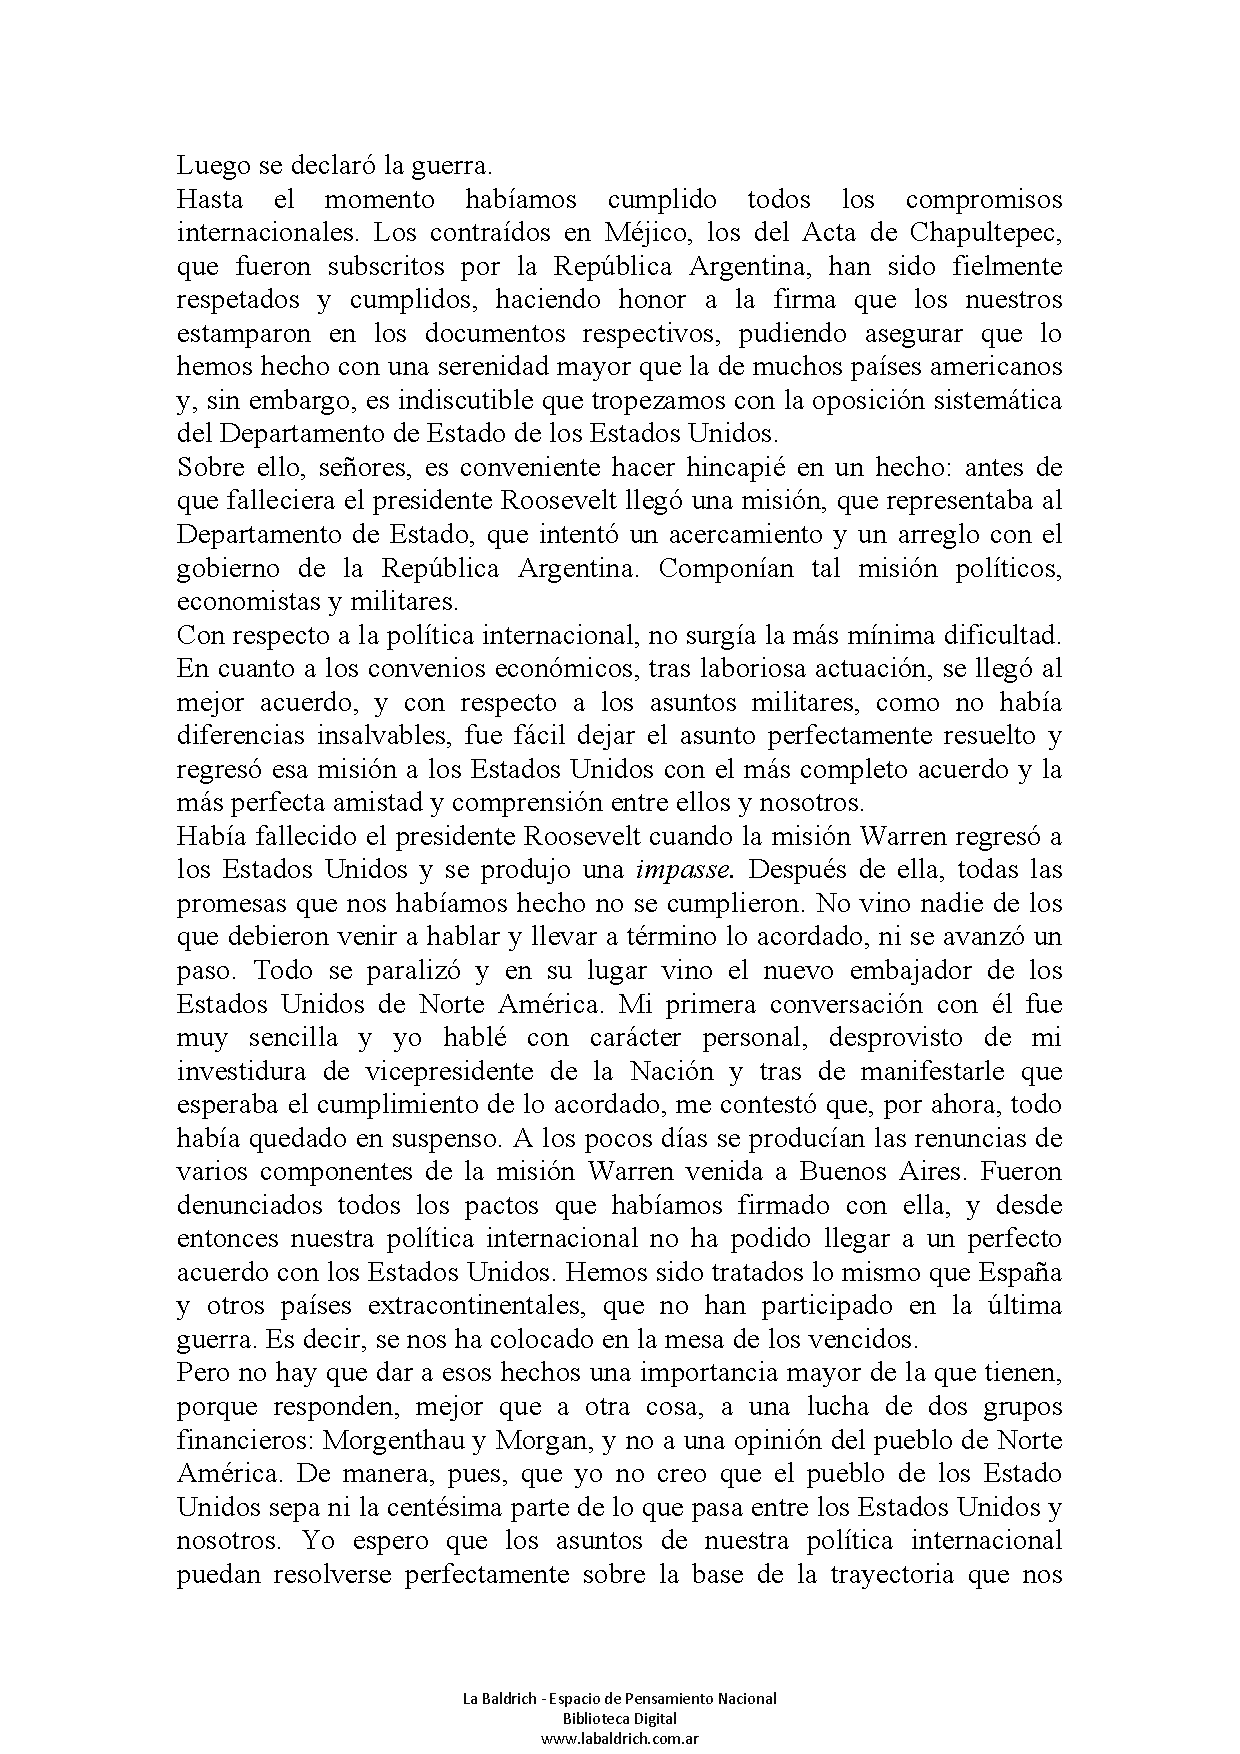 Luego se declaró la guerra.
Hasta el momento habíamos cumplido todos los compromisos
internacionales. Los contraídos en Méjico, los del Acta de Chapultepec,
que fueron subscritos por la República Argentina, han sido fielmente
respetados y cumplidos, haciendo honor a la firma que los nuestros
estamparon en los documentos respectivos, pudiendo asegurar que lo
hemos hecho con una serenidad mayor que la de muchos países americanos
y, sin embargo, es indiscutible que tropezamos con la oposición sistemática
del Departamento de Estado de los Estados Unidos.
Sobre ello, señores, es conveniente hacer hincapié en un hecho: antes de
que falleciera el presidente Roosevelt llegó una misión, que representaba al
Departamento de Estado, que intentó un acercamiento y un arreglo con el
gobierno de la República Argentina. Componían tal misión políticos,
economistas y militares.
Con respecto a la política internacional, no surgía la más mínima dificultad.
En cuanto a los convenios económicos, tras laboriosa actuación, se llegó al
mejor acuerdo, y con respecto a los asuntos militares, como no había
diferencias insalvables, fue fácil dejar el asunto perfectamente resuelto y
regresó esa misión a los Estados Unidos con el más completo acuerdo y la
más perfecta amistad y comprensión entre ellos y nosotros.
Había fallecido el presidente Roosevelt cuando la misión Warren regresó a
los Estados Unidos y se produjo una impasse. Después de ella, todas las
promesas que nos habíamos hecho no se cumplieron. No vino nadie de los
que debieron venir a hablar y llevar a término lo acordado, ni se avanzó un
paso. Todo se paralizó y en su lugar vino el nuevo embajador de los
Estados Unidos de Norte América. Mi primera conversación con él fue
muy sencilla y yo hablé con carácter personal, desprovisto de mi
investidura de vicepresidente de la Nación y tras de manifestarle que
esperaba el cumplimiento de lo acordado, me contestó que, por ahora, todo
había quedado en suspenso. A los pocos días se producían las renuncias de
varios componentes de la misión Warren venida a Buenos Aires. Fueron
denunciados todos los pactos que habíamos firmado con ella, y desde
entonces nuestra política internacional no ha podido llegar a un perfecto
acuerdo con los Estados Unidos. Hemos sido tratados lo mismo que España
y otros países extracontinentales, que no han participado en la última
guerra. Es decir, se nos ha colocado en la mesa de los vencidos.
Pero no hay que dar a esos hechos una importancia mayor de la que tienen,
porque responden, mejor que a otra cosa, a una lucha de dos grupos
financieros: Morgenthau y Morgan, y no a una opinión del pueblo de Norte
América. De manera, pues, que yo no creo que el pueblo de los Estado
Unidos sepa ni la centésima parte de lo que pasa entre los Estados Unidos y
nosotros. Yo espero que los asuntos de nuestra política internacional
puedan resolverse perfectamente sobre la base de la trayectoria que nos
La Baldrich - Espacio de Pensamiento Nacional
Biblioteca Digital
www.labaldrich.com.ar